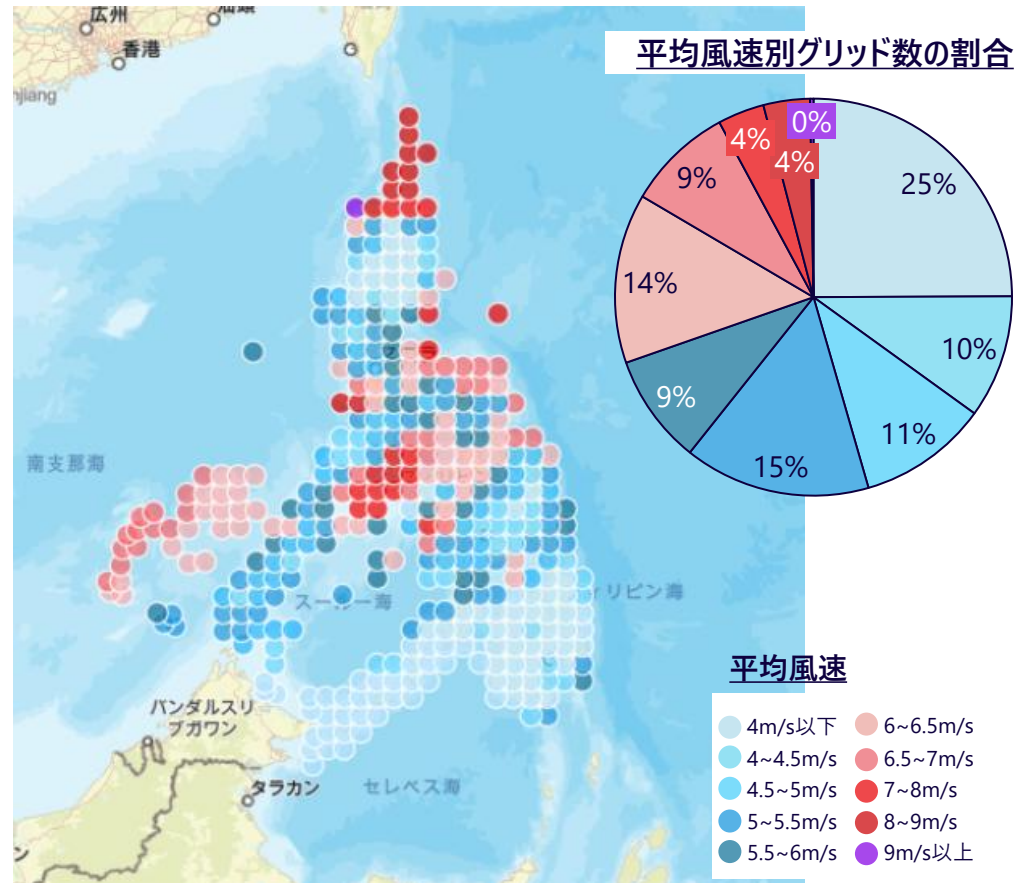 広州
汕頭
香港
njiang
平均風速別グリッド数の割合
0%
4%
4%
25%
9%
14%
10%
9%
11%
15%
南支那海
スールー海
ィリピン海
バンダルスリ
ブガワン
タラカン
セレベス海
ン
平均風速
4m/s以下
6~6.5m/s
4~4.5m/s
6.5~7m/s
4.5~5m/s
7~8m/s
5~5.5m/s
8~9m/s
5.5~6m/s
9m/s以上